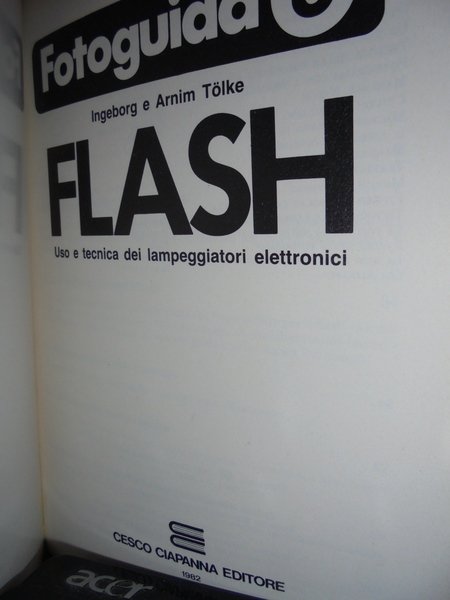 Fotoguida
Ingeborg e Arnim Tölke
FLASH
Uso e tecnica dei lampeggiatori elettronici
CESCO CIAPANNA EDITORE
1982
acer